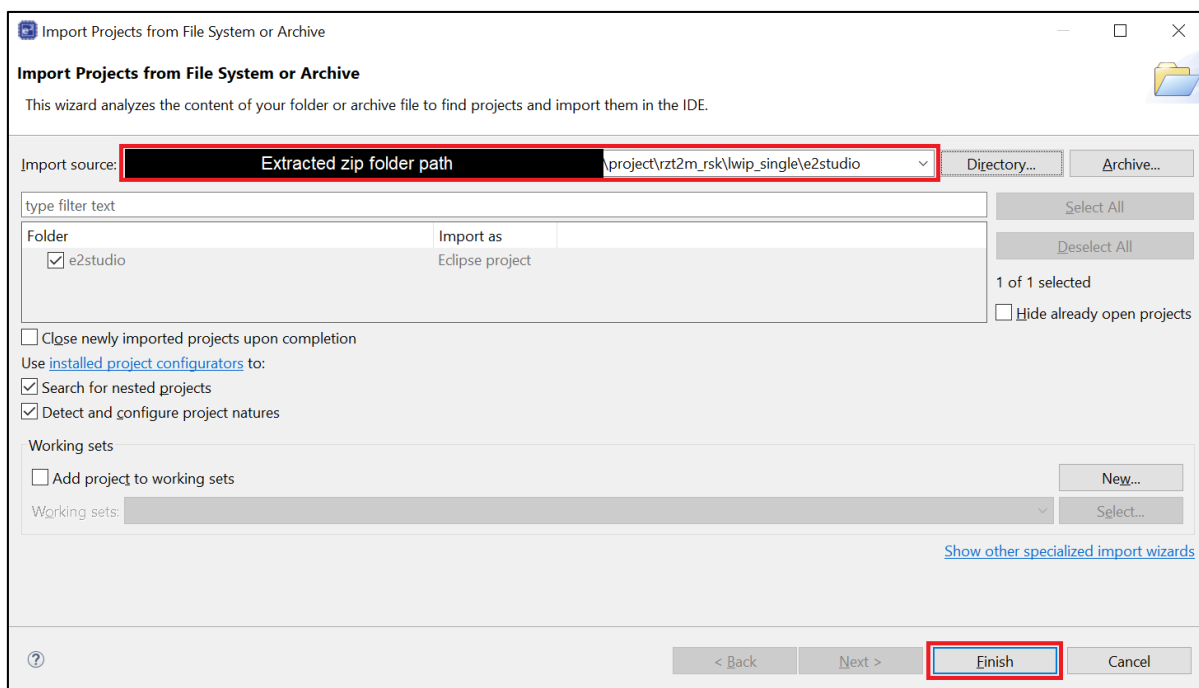 Import Projects from File System or Archive
Import Projects from File System or Archive
This wizard analyzes the content of your folder or archive file to find projects and import them in the IDE.
Import source: Extracted zip folder path \project\rzt2m_rsk\lwip_single\e2studio Directory... Archive...
type filter text Select All
Folder Import as
e2studio Eclipse project
Deselect All
1 of 1 selected
Hide already open projects
Close newly imported projects upon completion
Use installed project configurators to:
Search for nested projects
Detect and configure project natures
Working sets
Add project to working sets New...
Working sets: Select...
Show other specialized import wizards
? < Back Next > Finish Cancel